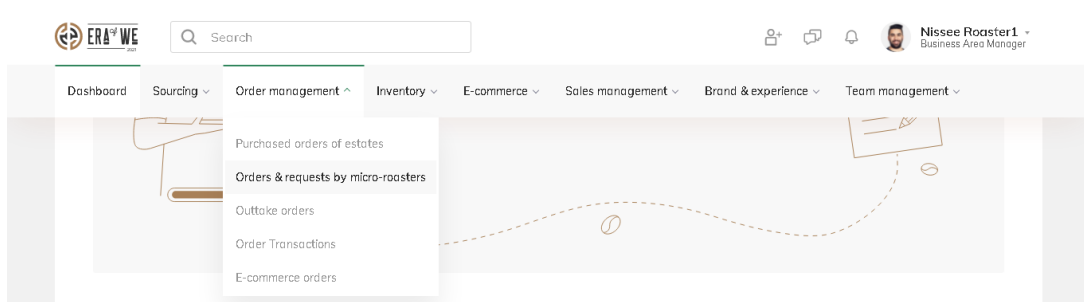 ERA of WE
Search
Nissee Roaster1
Business Area Manager
Dashboard Sourcing Order management Inventory E-commerce Sales management Brand & experience Team management
Purchased orders of estates
Orders & requests by micro-roasters
Outtake orders
Order Transactions
E-commerce orders